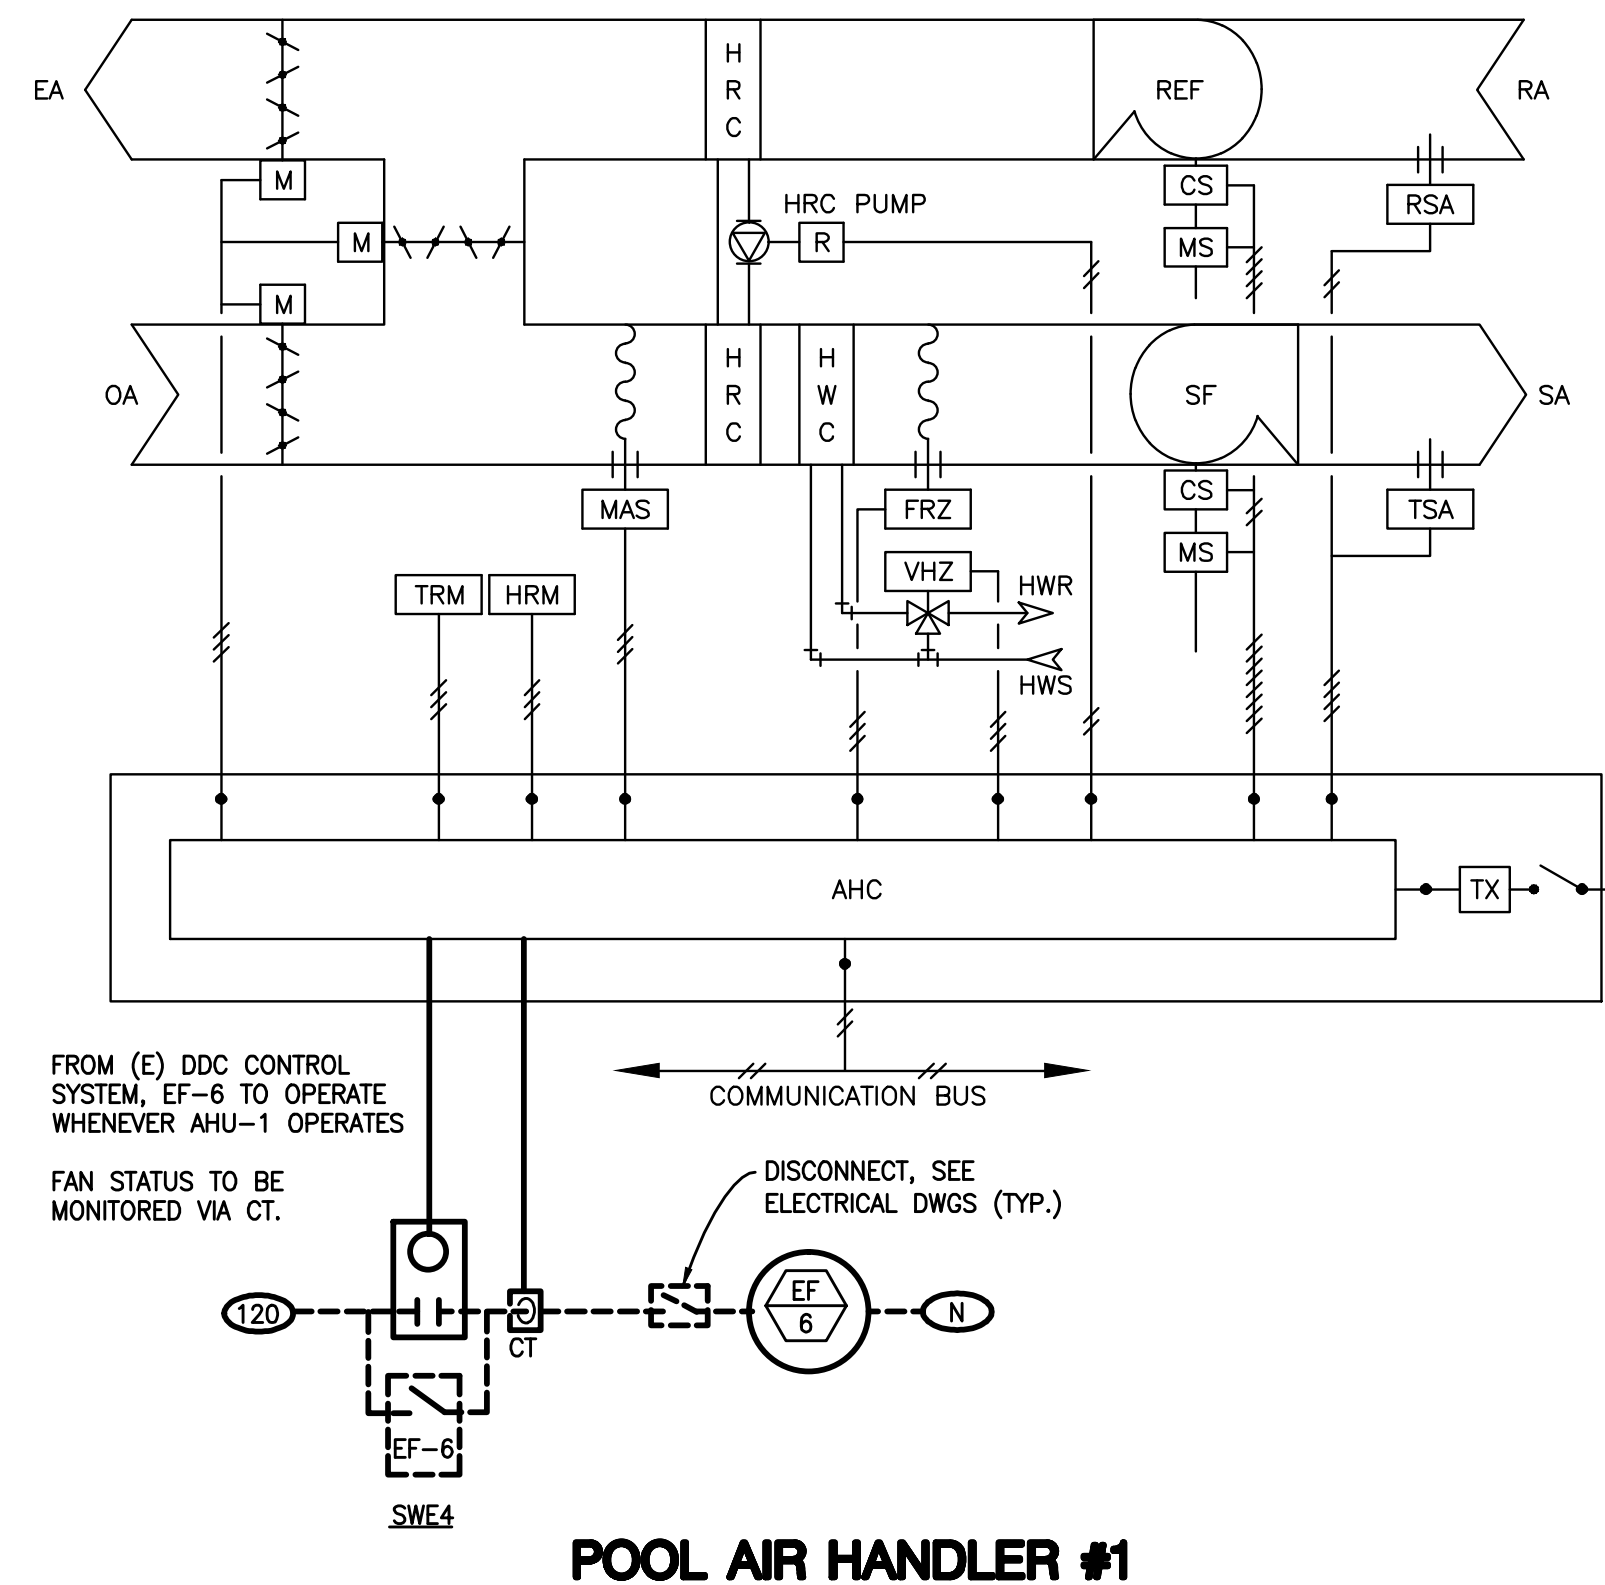 EA
H
R
C
REF
RA
M
CS
RSA
HRC PUMP
M
R
MS
M
OA
H
R
C
H
W
C
SF
SA
MAS
FRZ
CS
TSA
MS
VHZ
TRM
HRM
HWR
HWS
AHC
TX
FROM (E) DDC CONTROL
SYSTEM, EF-6 TO OPERATE
WHENEVER AHU-1 OPERATES
COMMUNICATION BUS
FAN STATUS TO BE
MONITORED VIA CT.
DISCONNECT, SEE
ELECTRICAL DWGS (TYP.)
120
CT
EF
6
N
EF-6
SWE4
POOL AIR HANDLER #1